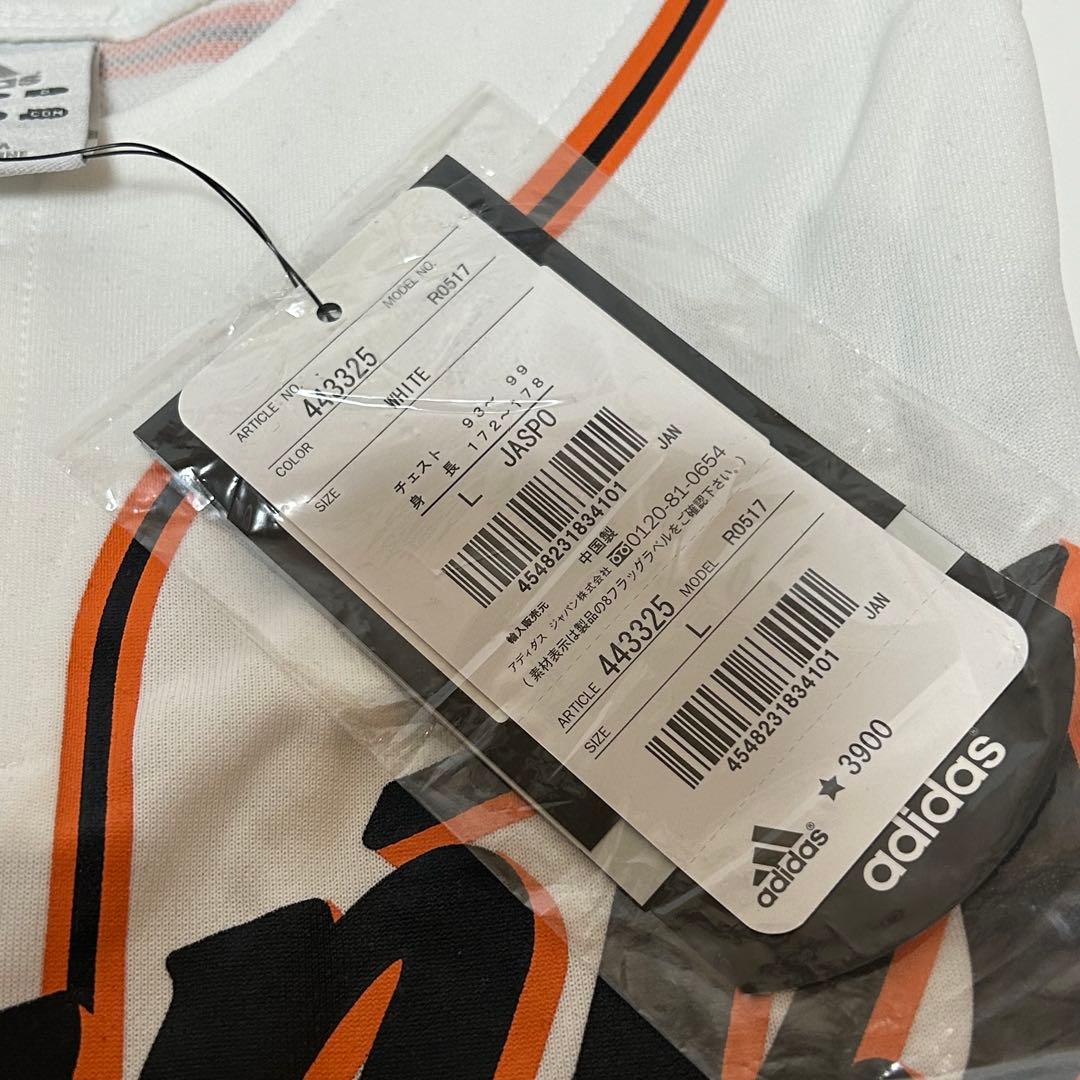 ARTICLE NO. MODEL NO.
443325 R0517
COLOR WHITE
SIZE チェスト 93～ 99
身 長 172～178
L JASPO
JAN
4548231834101
中国製
輸入販売元
アディダス ジャパン株式会社 0120-81-0654
(素材表示は製品の8フラッグラベルをご確認下さい。)
ARTICLE 443325 MODEL R0517
SIZE L
JAN
4548231834101
★3900
adidas®
adidas®